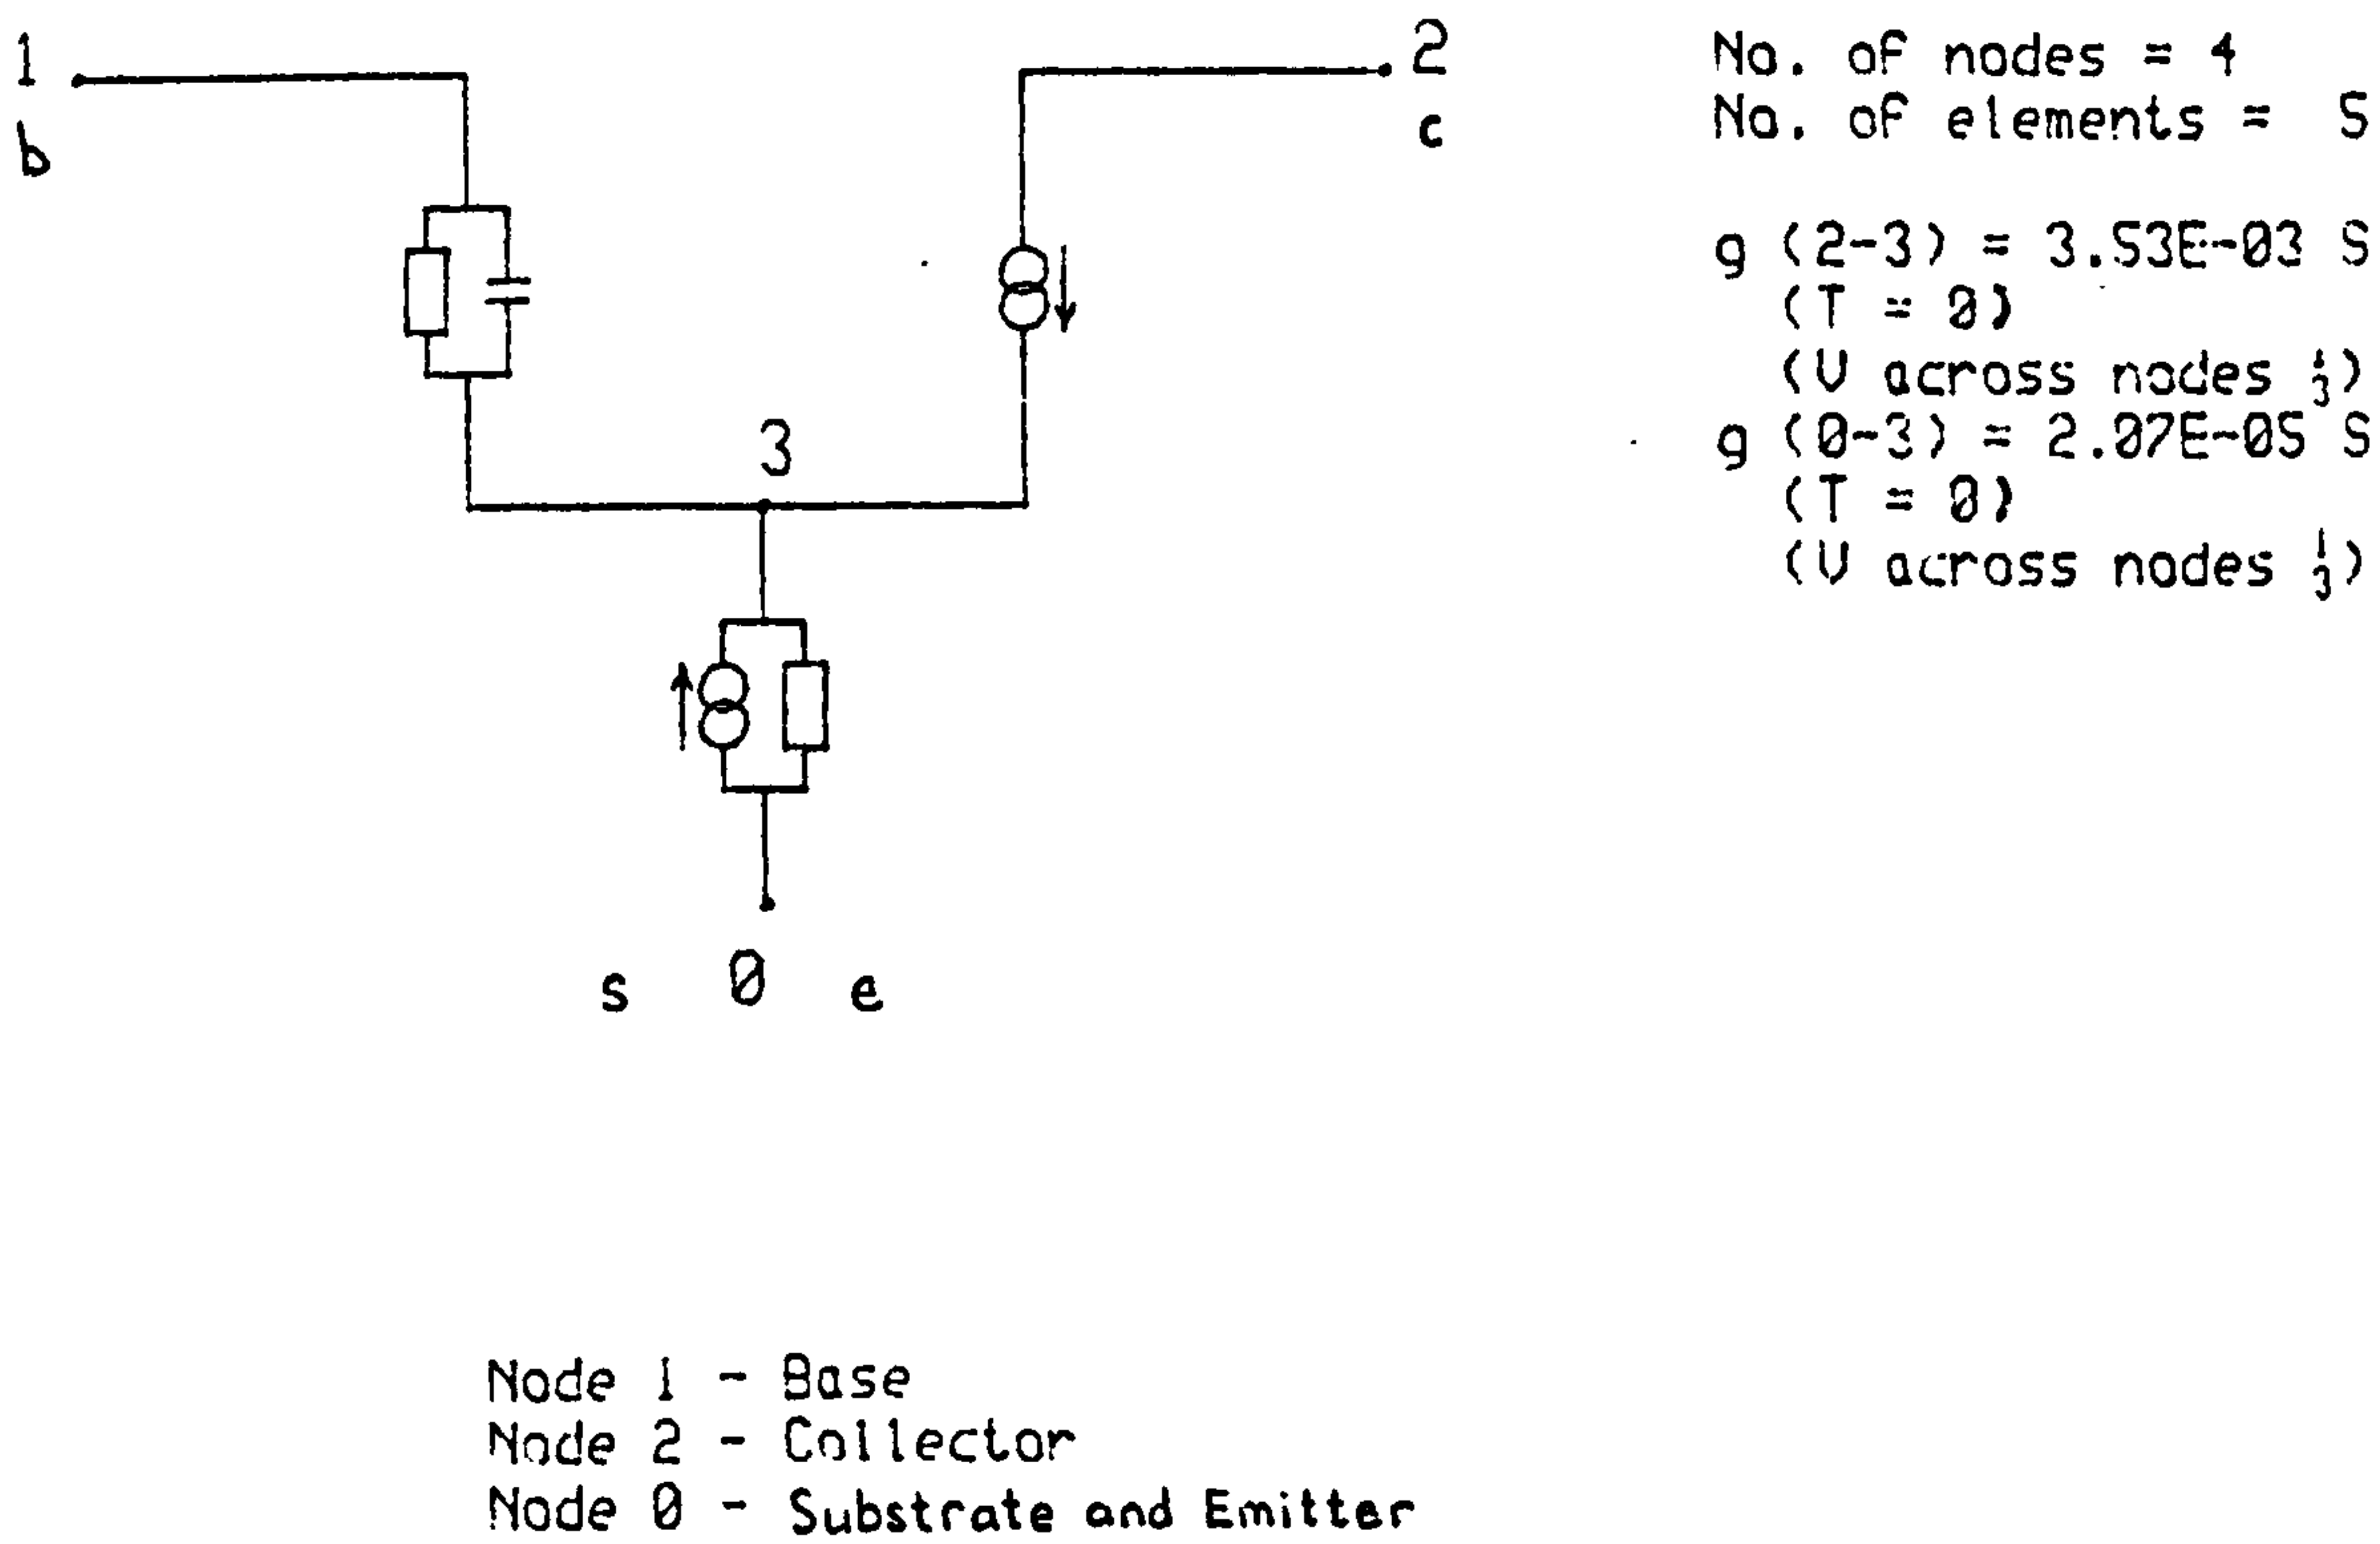 1
2
b
c
3
s 0 e
No. of nodes = 4
No. of elements = 5
g (2-3) = 3.53E-03 S
(T = 0)
(V across nodes 1 3)
g (0-3) = 2.07E-05 S
(T = 0)
(V across nodes 1 3)
Node 1 - Base
Node 2 - Collector
Node 0 - Substrate and Emitter